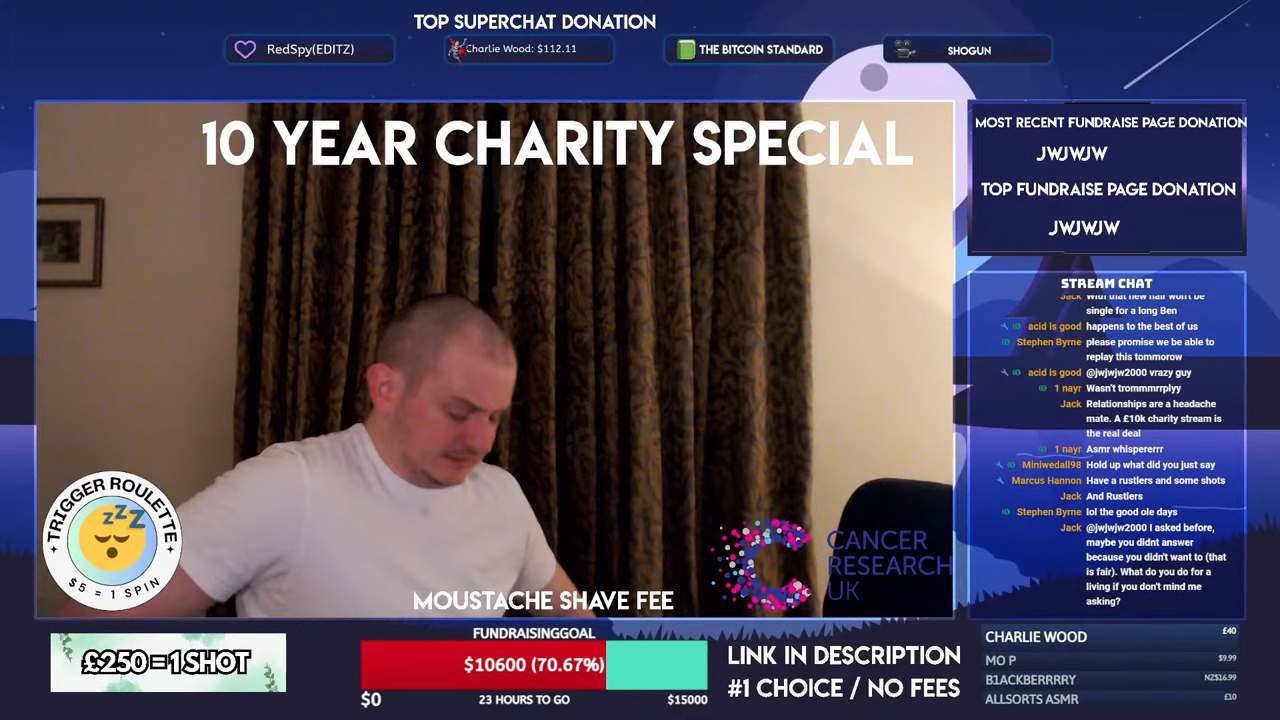 TOP SUPERCHAT DONATION
RedSpy(EDITZ)
Charlie Wood: $112.11
THE BITCOIN STANDARD
SHOGUN
10 YEAR CHARITY SPECIAL
MOST RECENT FUNDRAISE PAGE DONATION
JWJWJW
TOP FUNDRAISE PAGE DONATION
JWJWJW
STREAM CHAT
Jack With that new hair won't be
single for a long Ben
acid is good happens to the best of us
Stephen Byrne please promise we be able to
replay this tommorow
acid is good @jwjwjw2000 vrazy guy
1 nayr Wasn't trommmrrplyy
Jack Relationships are a headache
mate. A £10k charity stream is
the real deal
1 nayr Asmr whispererrr
Miniwedall98 Hold up what did you just say
Marcus Hannon Have a rustlers and some shots
Jack And Rustlers
Stephen Byrne lol the good ole days
Jack @jwjwjw2000 I asked before,
maybe you didnt answer
because you didn't want to (that
is fair). What do you do for a
living if you don't mind me
asking?
TRIGGER ROULETTE
zzZ
$5 = 1 SPIN
CANCER
RESEARCH
UK
MOUSTACHE SHAVE FEE
£250 = 1 SHOT
FUNDRAISINGGOAL
$10600 (70.67%)
$0
23 HOURS TO GO
$15000
LINK IN DESCRIPTION
#1 CHOICE / NO FEES
CHARLIE WOOD £40
MO P $9.99
B1ACKBERRRRY NZ$16.99
ALLSORTS ASMR £10